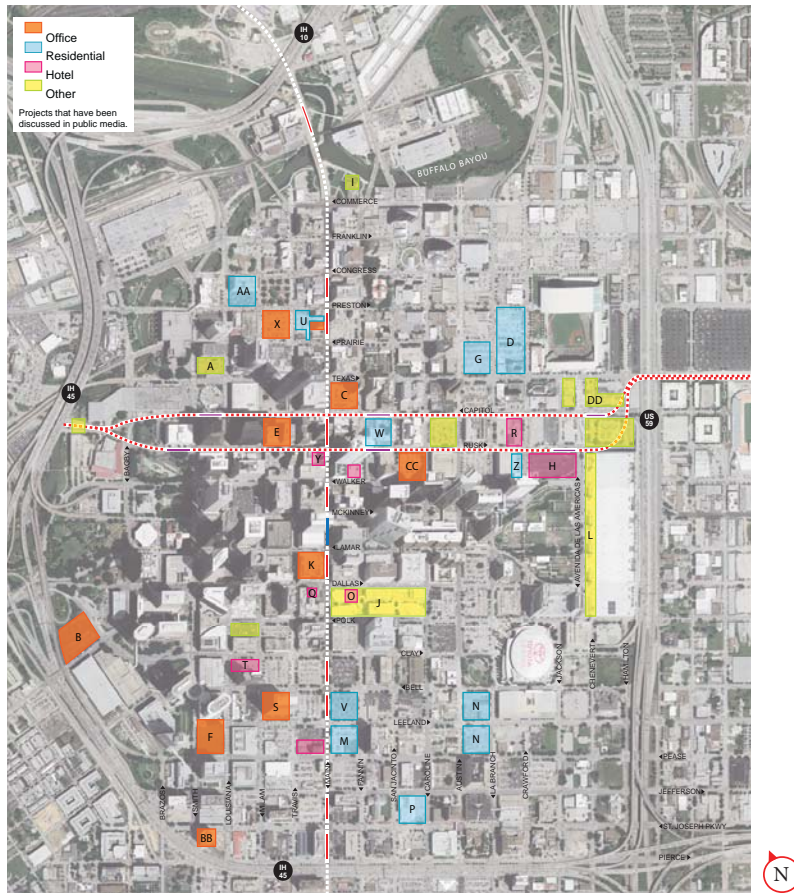 Office
Residential
Hotel
Other
Projects that have been
discussed in public media.
IH
10
BUFFALO BAYOU
I
COMMERCE
FRANKLIN
CONGRESS
AA
PRESTON
X
U
D
PRAIRIE
G
A
TEXAS
IH
45
C
DD
CAPITOL
US
59
E
W
R
RUSK
Y
CC
Z
H
BAGBY
WALKER
MCKINNEY
AVENIDA DE LAS AMERICAS
L
LAMAR
K
DALLAS
Q
O
J
POLK
B
CLAY
T
JACKSON
CHENEVERT
HAMILTON
BELL
S
V
N
LEELAND
F
M
N
PEASE
BRAZOS
SMITH
LOUISIANA
MILAM
TRAVIS
MAIN
FANNIN
SAN JACINTO
CAROLINE
AUSTIN
LA BRANCH
CRAWFORD
JEFFERSON
P
ST. JOSEPH PKWY
BB
PIERCE
IH
45
N